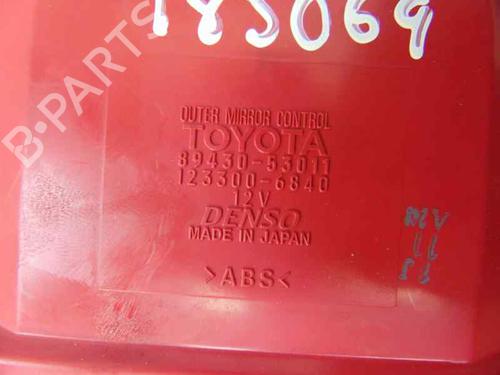 185069
OUTER MIRROR CONTROL
TOYOTA
89430-53011
123300-6840
12V
DENSO
MADE IN JAPAN
>ABS<
B-PARTS